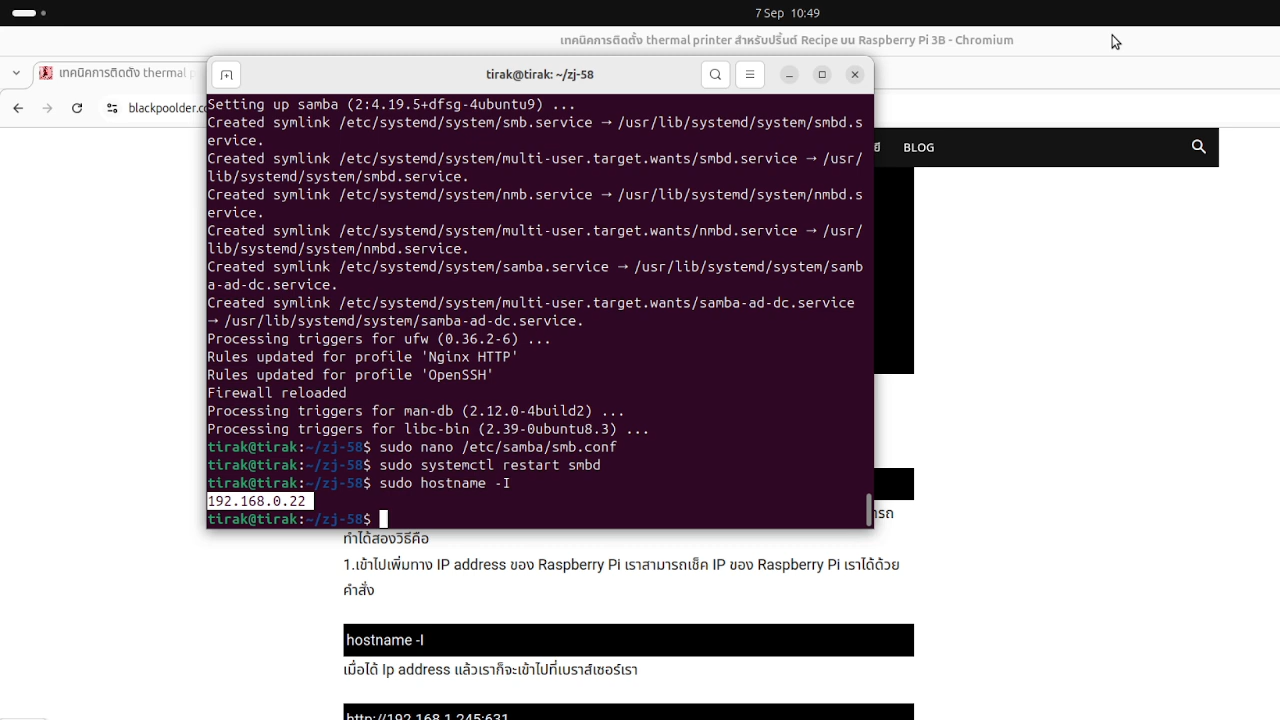 7 Sep 10:49
เทคนิคการติดตั้ง thermal printer สำหรับปริ้นต์ Recipe บน Raspberry Pi 3B - Chromium
เทคนิคการติดตั้ง thermal p
tirak@tirak: ~/zj-58
blackpoolder.co
BLOG
Setting up samba (2:4.19.5+dfsg-4ubuntu9) ...
Created symlink /etc/systemd/system/smb.service → /usr/lib/systemd/system/smbd.s
ervice.
Created symlink /etc/systemd/system/multi-user.target.wants/smbd.service → /usr/
lib/systemd/system/smbd.service.
Created symlink /etc/systemd/system/nmb.service → /usr/lib/systemd/system/nmbd.s
ervice.
Created symlink /etc/systemd/system/multi-user.target.wants/nmbd.service → /usr/
lib/systemd/system/nmbd.service.
Created symlink /etc/systemd/system/samba.service → /usr/lib/systemd/system/samb
a-ad-dc.service.
Created symlink /etc/systemd/system/multi-user.target.wants/samba-ad-dc.service
→ /usr/lib/systemd/system/samba-ad-dc.service.
Processing triggers for ufw (0.36.2-6) ...
Rules updated for profile 'Nginx HTTP'
Rules updated for profile 'OpenSSH'
Firewall reloaded
Processing triggers for man-db (2.12.0-4build2) ...
Processing triggers for libc-bin (2.39-0ubuntu8.3) ...
tirak@tirak:~/zj-58$ sudo nano /etc/samba/smb.conf
tirak@tirak:~/zj-58$ sudo systemctl restart smbd
tirak@tirak:~/zj-58$ sudo hostname -I
192.168.0.22
tirak@tirak:~/zj-58$
ารถ
ทำได้สองวิธีคือ
1.เข้าไปเพิ่มทาง IP address ของ Raspberry Pi เราสามารถเช็ค IP ของ Raspberry Pi เราได้ด้วย
คำสั่ง
hostname -I
เมื่อได้ Ip address แล้วเราก็จะเข้าไปที่เบราส์เซอร์เรา
http://192.168.1.245:631